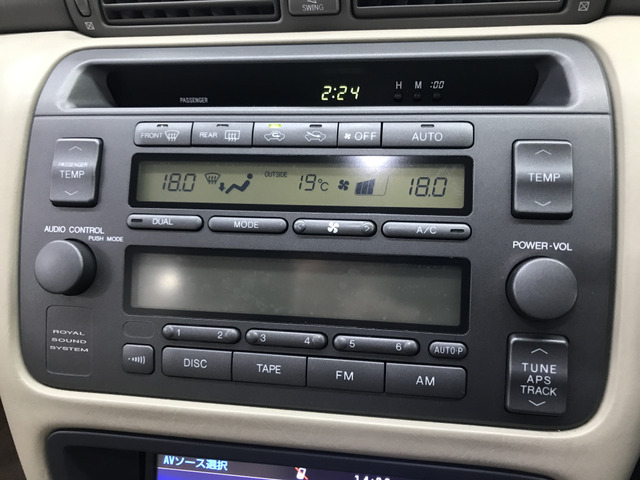 SWING
PASSENGER
2:24
H M :00
FRONT REAR OFF AUTO
PASSENGER
TEMP
18.0 OUTSIDE 19℃ 18.0
TEMP
DUAL MODE A/C
AUDIO CONTROL
PUSH MODE
POWER-VOL
ROYAL
SOUND
SYSTEM
1 2 3 4 5 6 AUTO·P
DISC TAPE FM AM
TUNE
APS
TRACK
AVソース選択